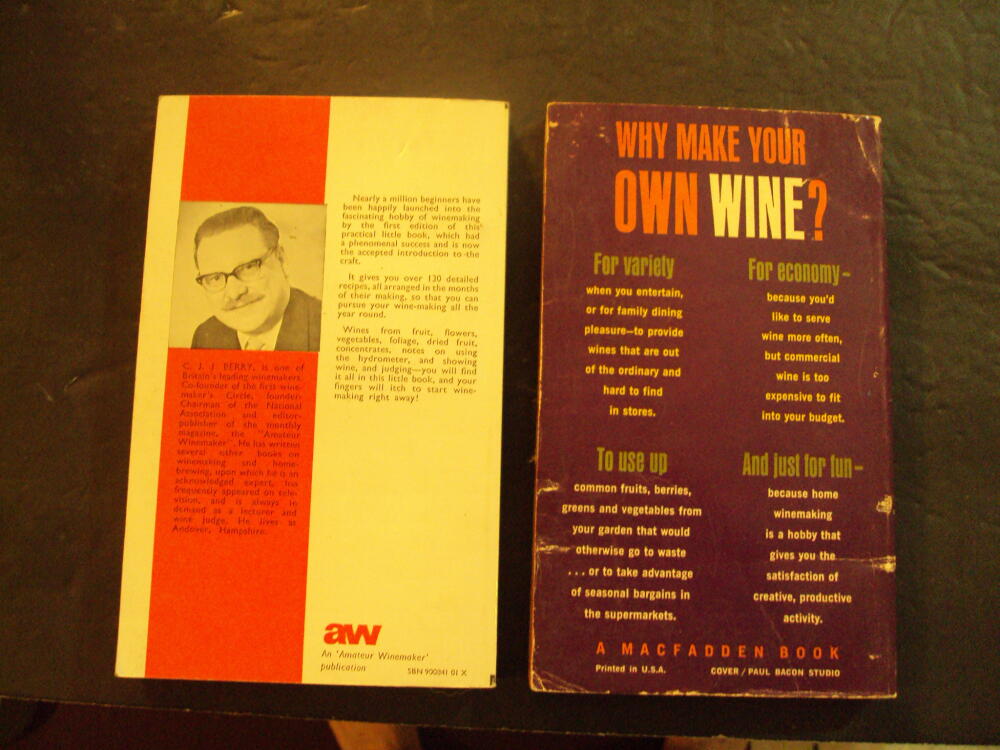 Nearly a million beginners have
been happily launched into the
fascinating hobby of winemaking
by the first edition of this
practical little book, which had
a phenomenal success and is now
the accepted introduction to the
craft.
It gives you over 130 detailed
recipes, all arranged in the months
of their making, so that you can
pursue your wine-making all the
year round.
Wines from fruit, flowers,
vegetables, foliage, dried fruit,
concentrates, notes on using
the hydrometer, and showing
wine, and judging—you will find
it all in this little book, and your
fingers will itch to start wine-
making right away!
C. J. J. BERRY, is one of
Britain's leading winemakers.
Co-founder of the first wine-
maker's Circle, founder-
Chairman of the National
Association and editor-
publisher of the monthly
magazine, the "Amateur
Winemaker". He has written
several other books on
winemaking and home-
brewing, upon which he is an
acknowledged expert, has
frequently appeared on tele-
vision, and is always in
demand as a lecturer and
wine judge. He lives at
Andover, Hampshire.
aw
An 'Amateur Winemaker'
publication
SBN 900841 01 X
WHY MAKE YOUR
OWN WINE?
For variety
when you entertain,
or for family dining
pleasure—to provide
wines that are out
of the ordinary and
hard to find
in stores.
For economy—
because you'd
like to serve
wine more often,
but commercial
wine is too
expensive to fit
into your budget.
To use up
common fruits, berries,
greens and vegetables from
your garden that would
otherwise go to waste
...or to take advantage
of seasonal bargains in
the supermarkets.
And just for fun—
because home
winemaking
is a hobby that
gives you the
satisfaction of
creative, productive
activity.
A MACFADDEN BOOK
Printed in U.S.A.
COVER/PAUL BACON STUDIO